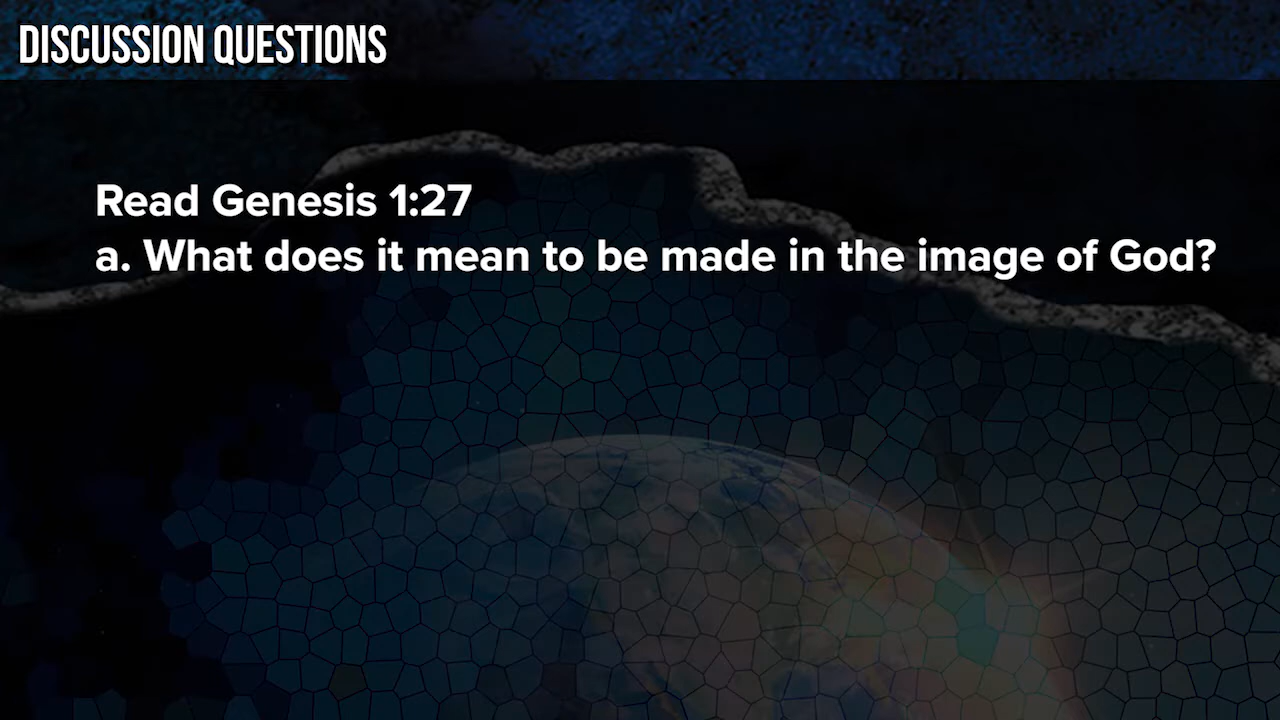 DISCUSSION QUESTIONS
Read Genesis 1:27
a. What does it mean to be made in the image of God?